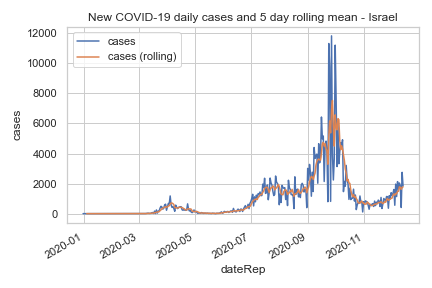 New COVID-19 daily cases and 5 day rolling mean - Israel
cases
cases (rolling)
12000
10000
8000
6000
4000
2000
0
cases
2020-01
2020-03
2020-05
2020-07
2020-09
2020-11
dateRep